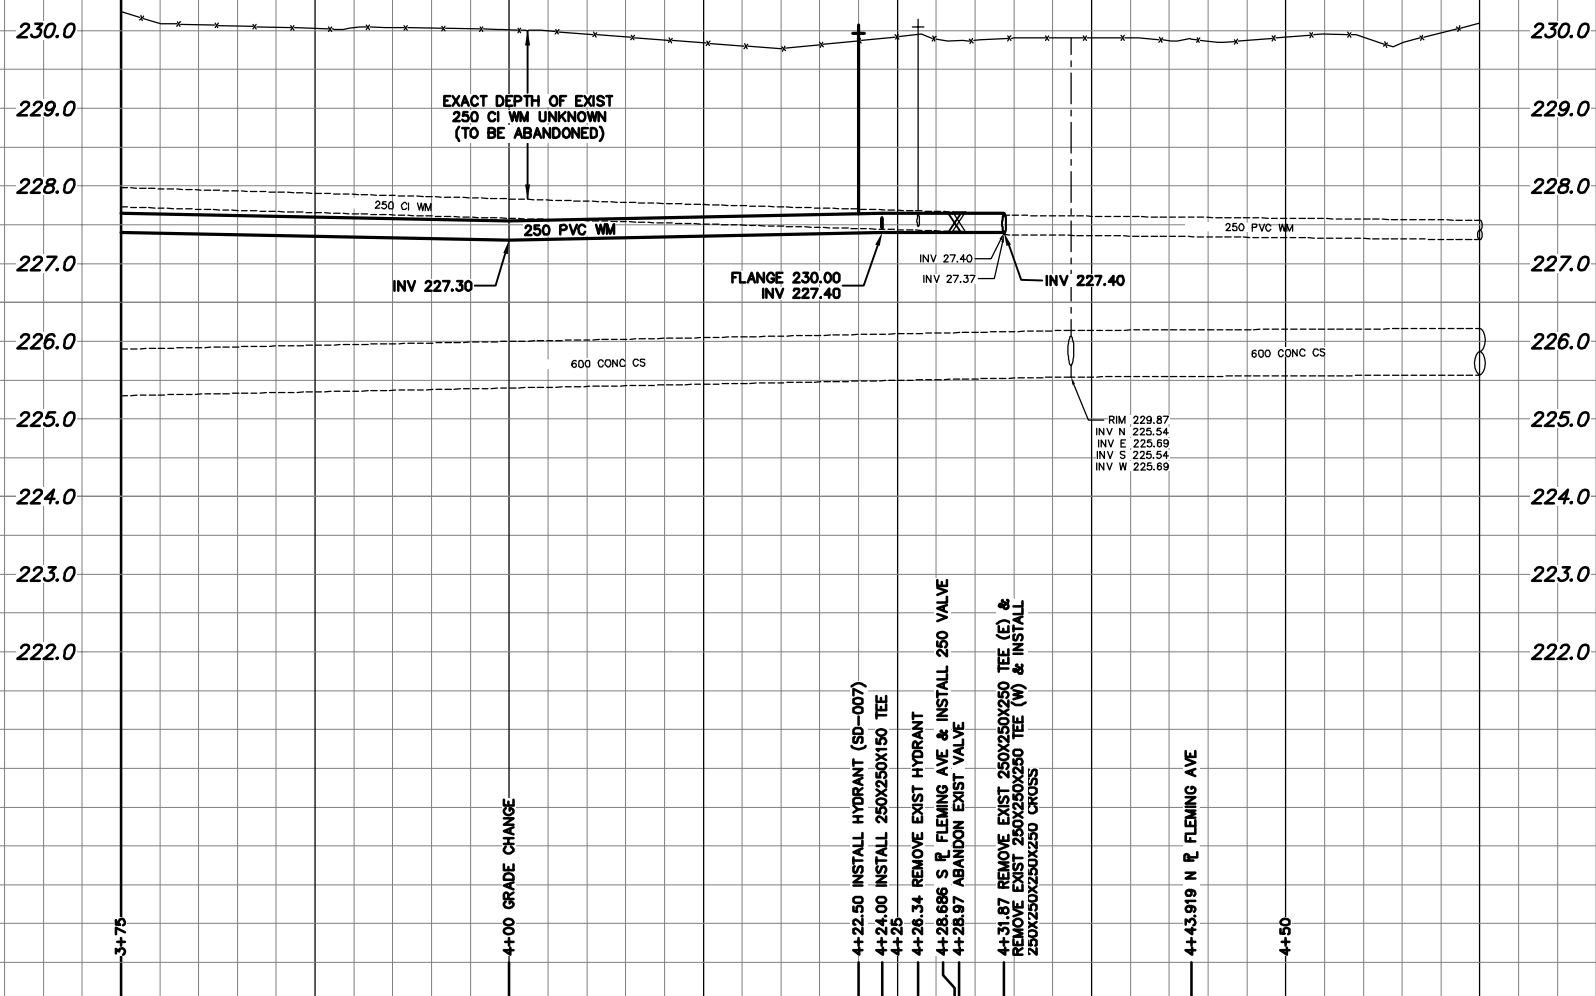 230.0
230.0
229.0
229.0
EXACT DEPTH OF EXIST
250 CI WM UNKNOWN
(TO BE ABANDONED)
228.0
228.0
250 CI WM
250 PVC WM
250 PVC WM
227.0
227.0
INV 227.30
FLANGE 230.00
INV 227.40
INV 27.40
INV 27.37
INV 227.40
226.0
226.0
600 CONC CS
600 CONC CS
225.0
225.0
RIM 229.87
INV N 225.54
INV E 225.69
INV S 225.54
INV W 225.69
224.0
224.0
223.0
223.0
222.0
222.0
3+75
4+00 GRADE CHANGE
4+22.50 INSTALL HYDRANT (SD-007)
4+24.00 INSTALL 250X250X150 TEE
4+25
4+26.34 REMOVE EXIST HYDRANT
4+28.686 S PL FLEMING AVE & INSTALL 250 VALVE
4+28.97 ABANDON EXIST VALVE
4+31.87 REMOVE EXIST 250X250X250 TEE (E) &
REMOVE EXIST 250X250X250 TEE (W) & INSTALL
250X250X250X250 CROSS
4+43.919 N PL FLEMING AVE
4+50